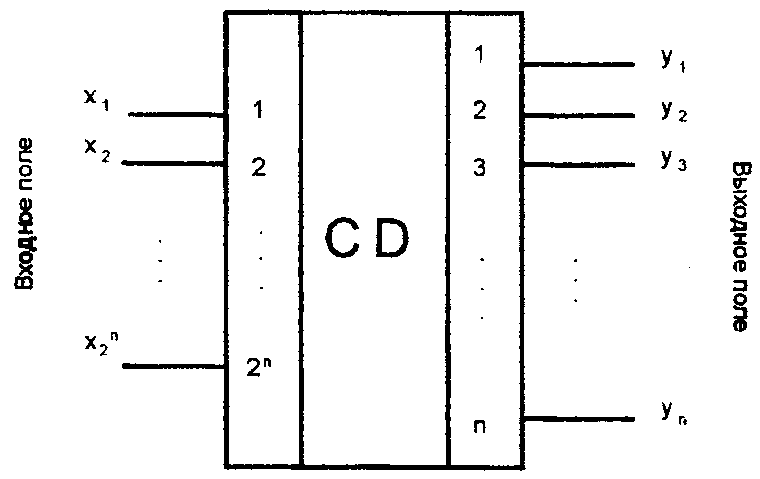 Входное поле
x₁
x₂
x₂ⁿ
1
2
2ⁿ
CD
1
2
3
n
y₁
y₂
y₃
yₙ
Выходное поле